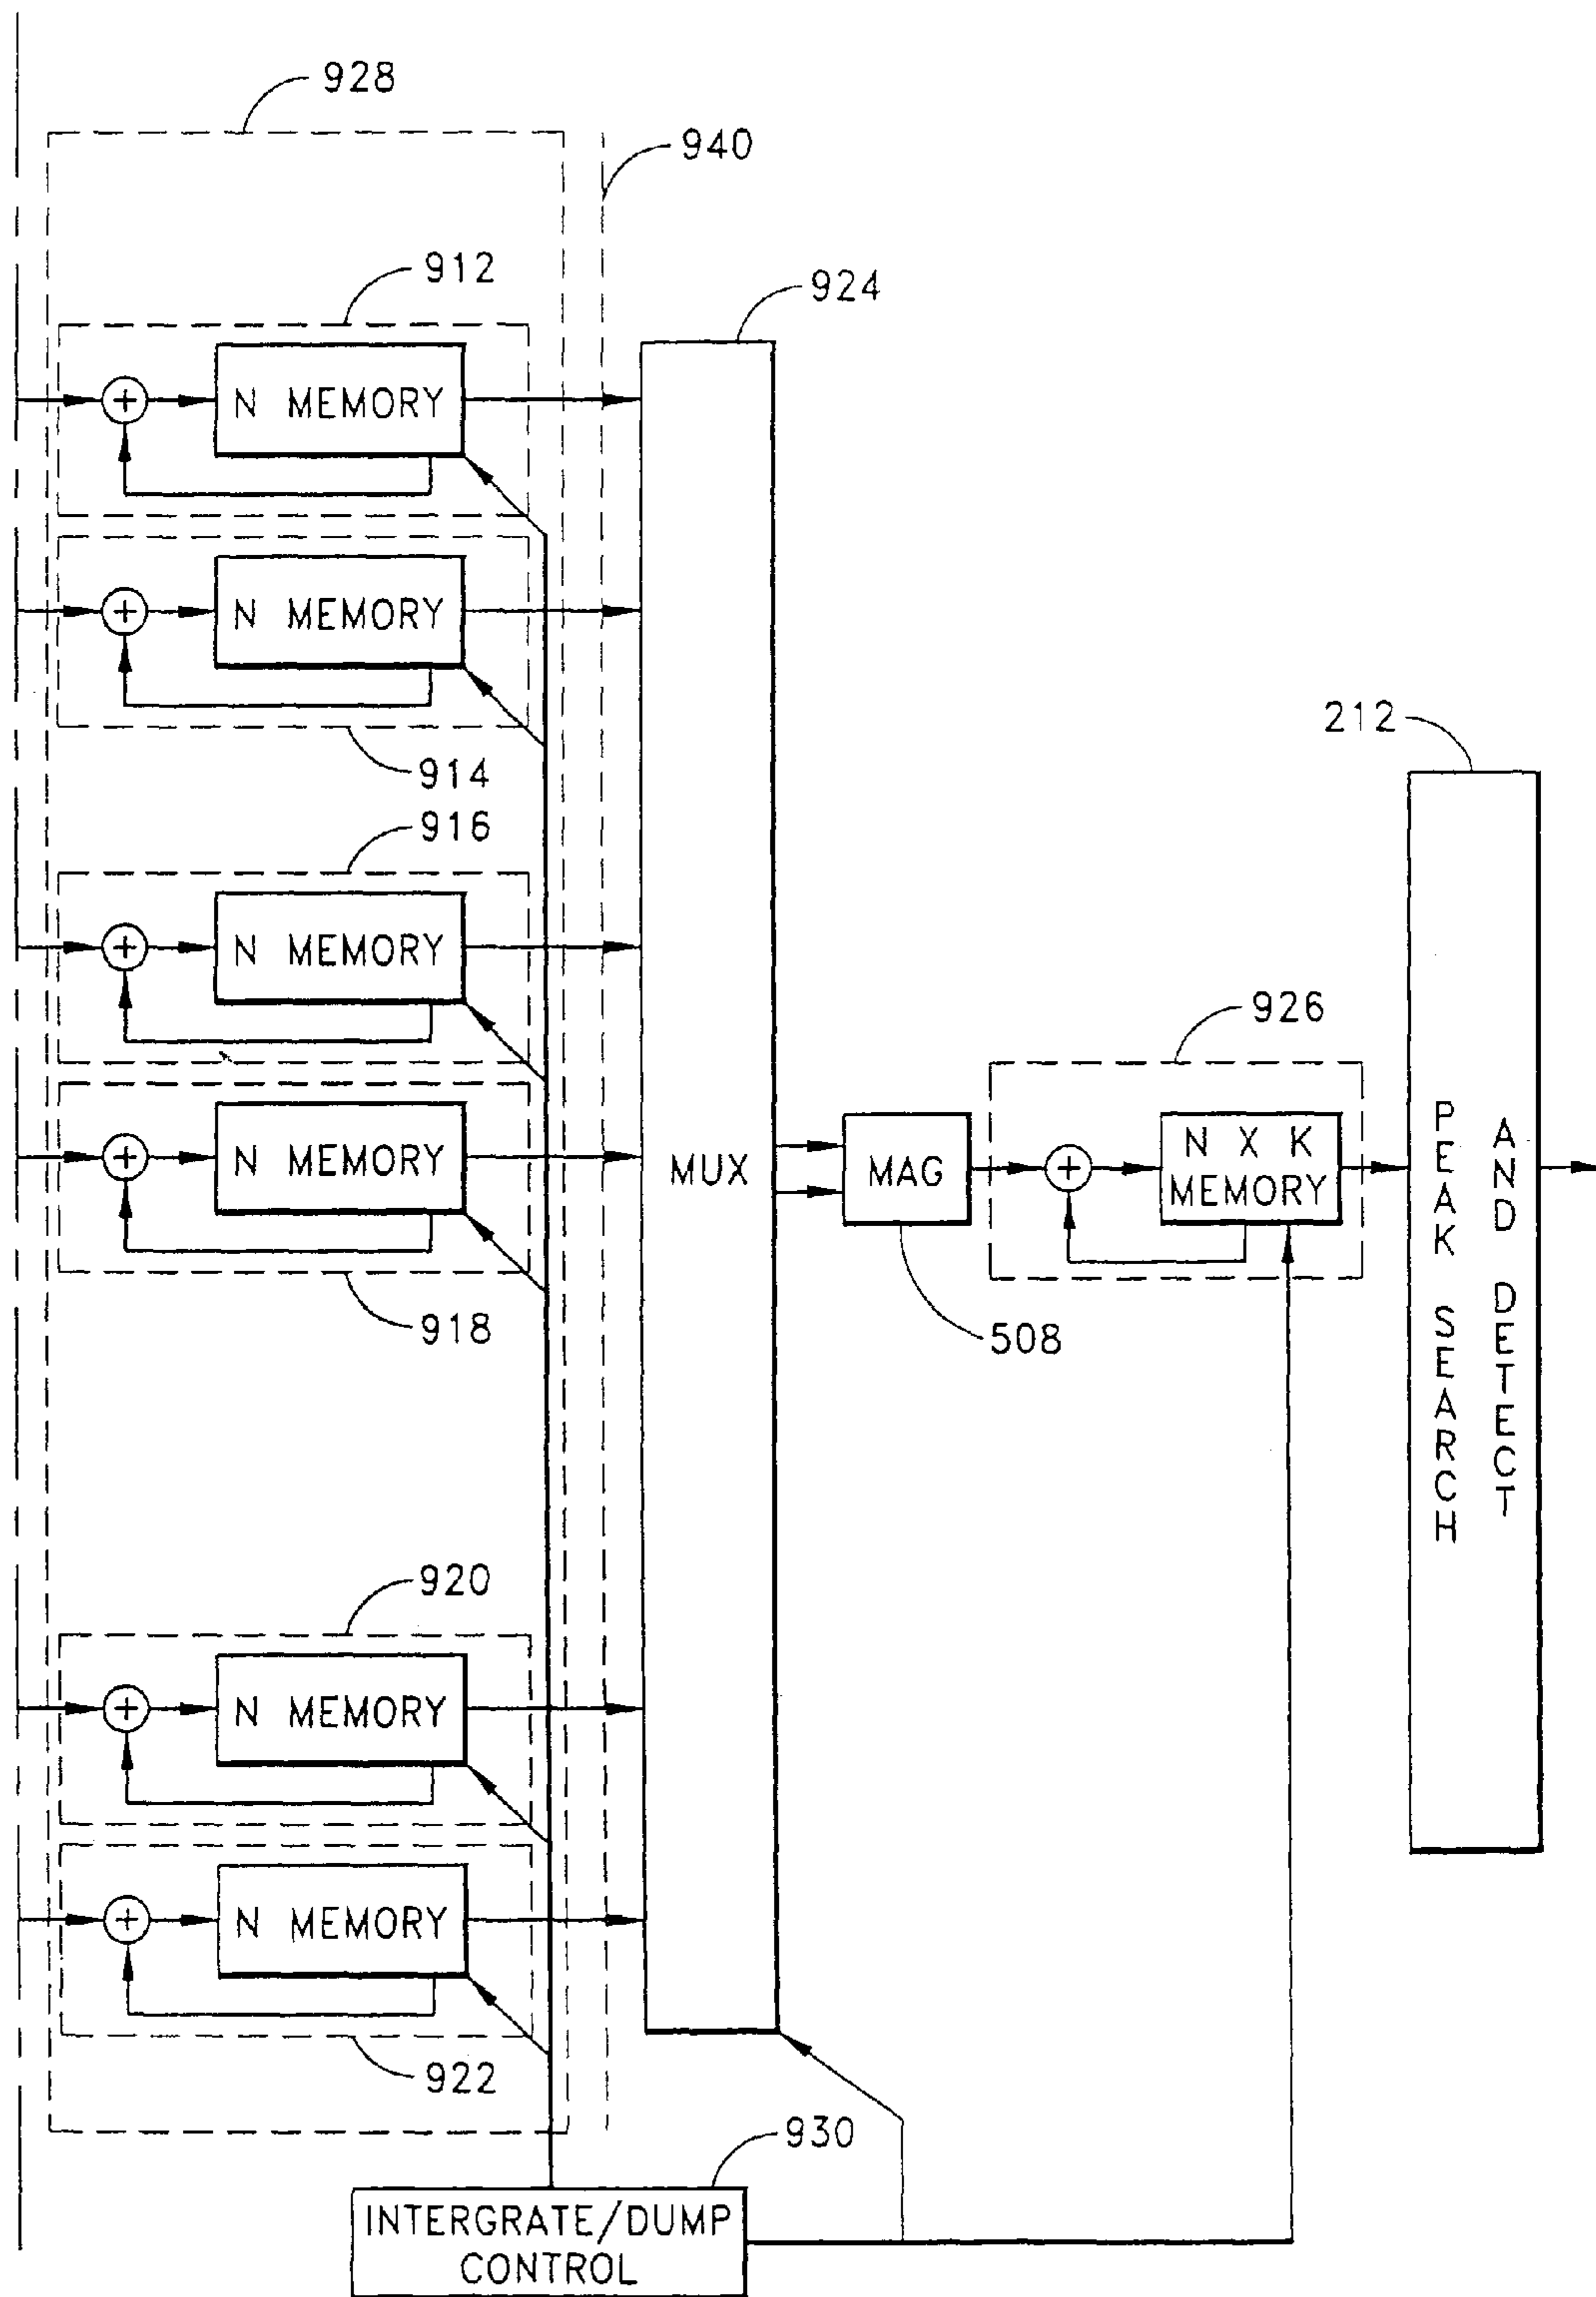 928
940
912
924
N MEMORY
N MEMORY
914
212
916
N MEMORY
926
N MEMORY
MUX
MAG
N X K
MEMORY
PEAK SEARCH
AND DETECT
918
508
920
N MEMORY
N MEMORY
922
930
INTERGRATE/DUMP
CONTROL